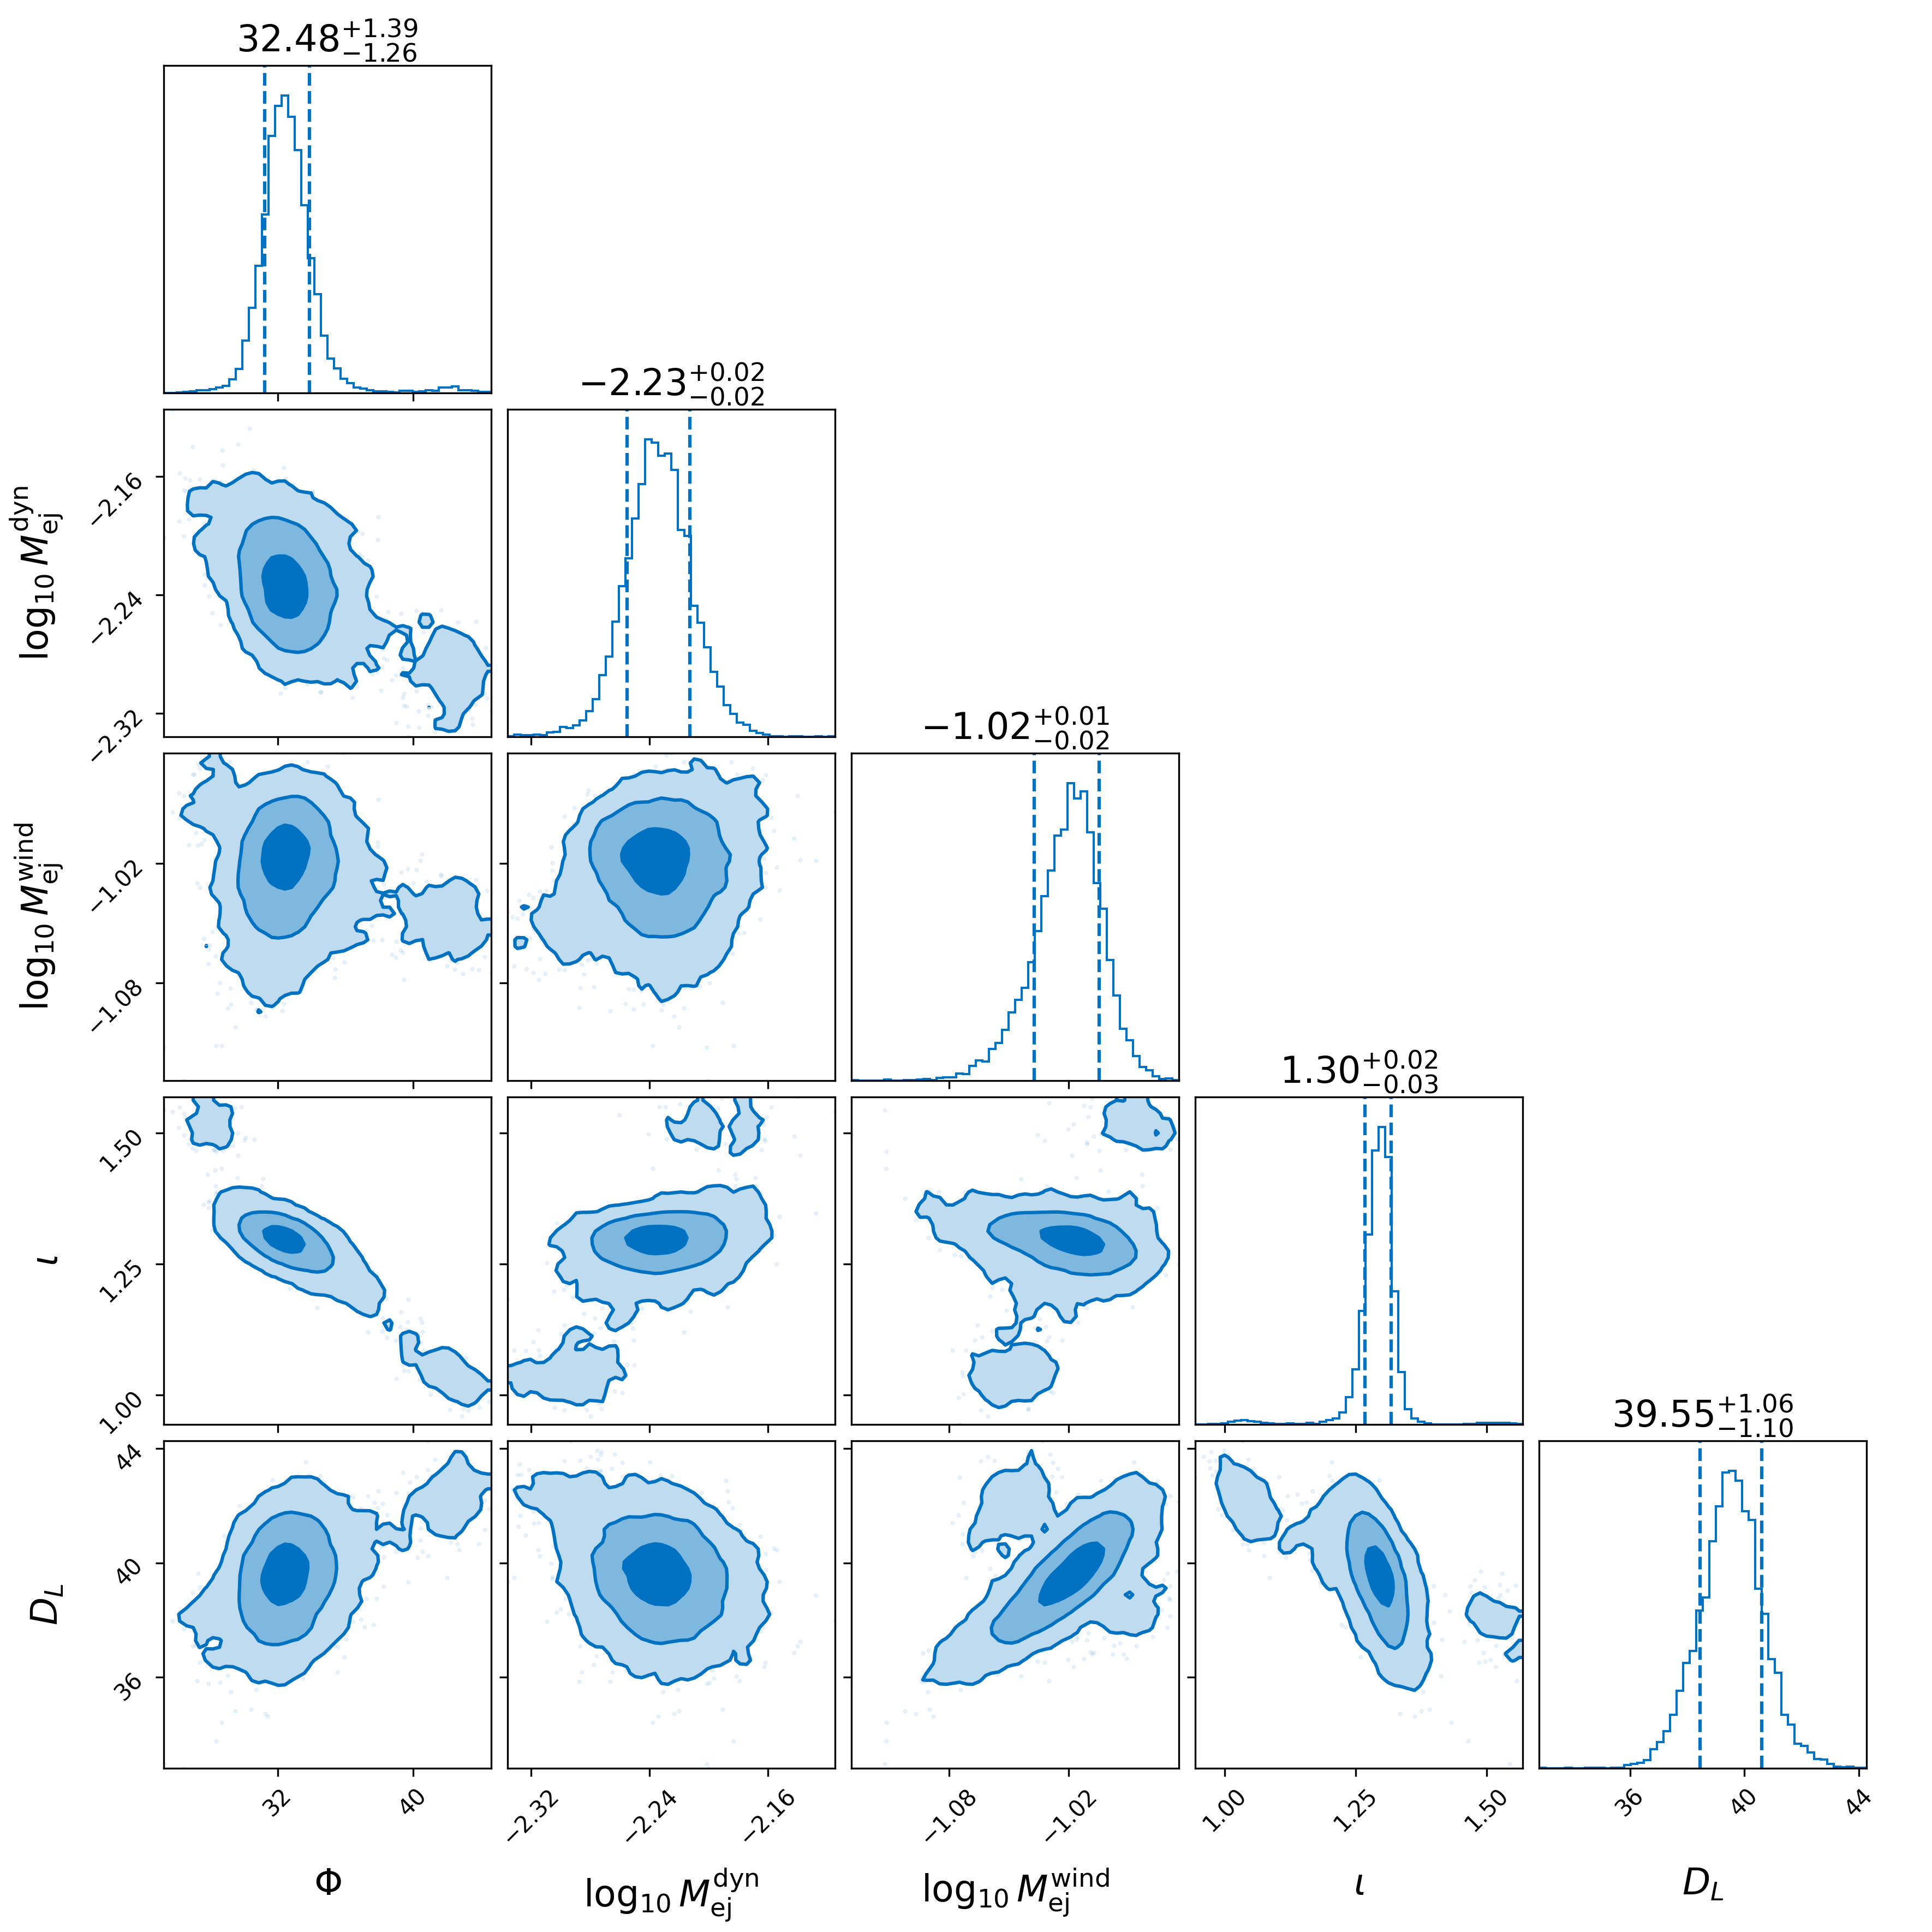 32.48 +1.39 −1.26
−2.23 +0.02 −0.02
−1.02 +0.01 −0.02
1.30 +0.02 −0.03
39.55 +1.06 −1.10
log₁₀ M_ej^dyn
−2.16
−2.24
−2.32
log₁₀ M_ej^wind
−1.02
−1.08
ι
1.50
1.25
1.00
D_L
44
40
36
32 40
−2.32 −2.24 −2.16
−1.08 −1.02
1.00 1.25 1.50
36 40 44
Φ
log₁₀ M_ej^dyn
log₁₀ M_ej^wind
ι
D_L